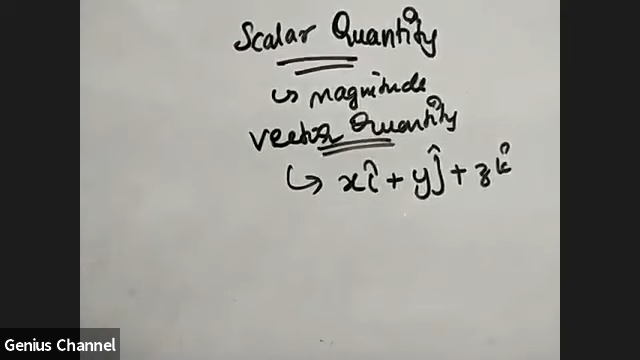 Scalar Quantity
↳ Magnitude
Vector Quantity
↳ xî + yĵ + zk̂
Genius Channel